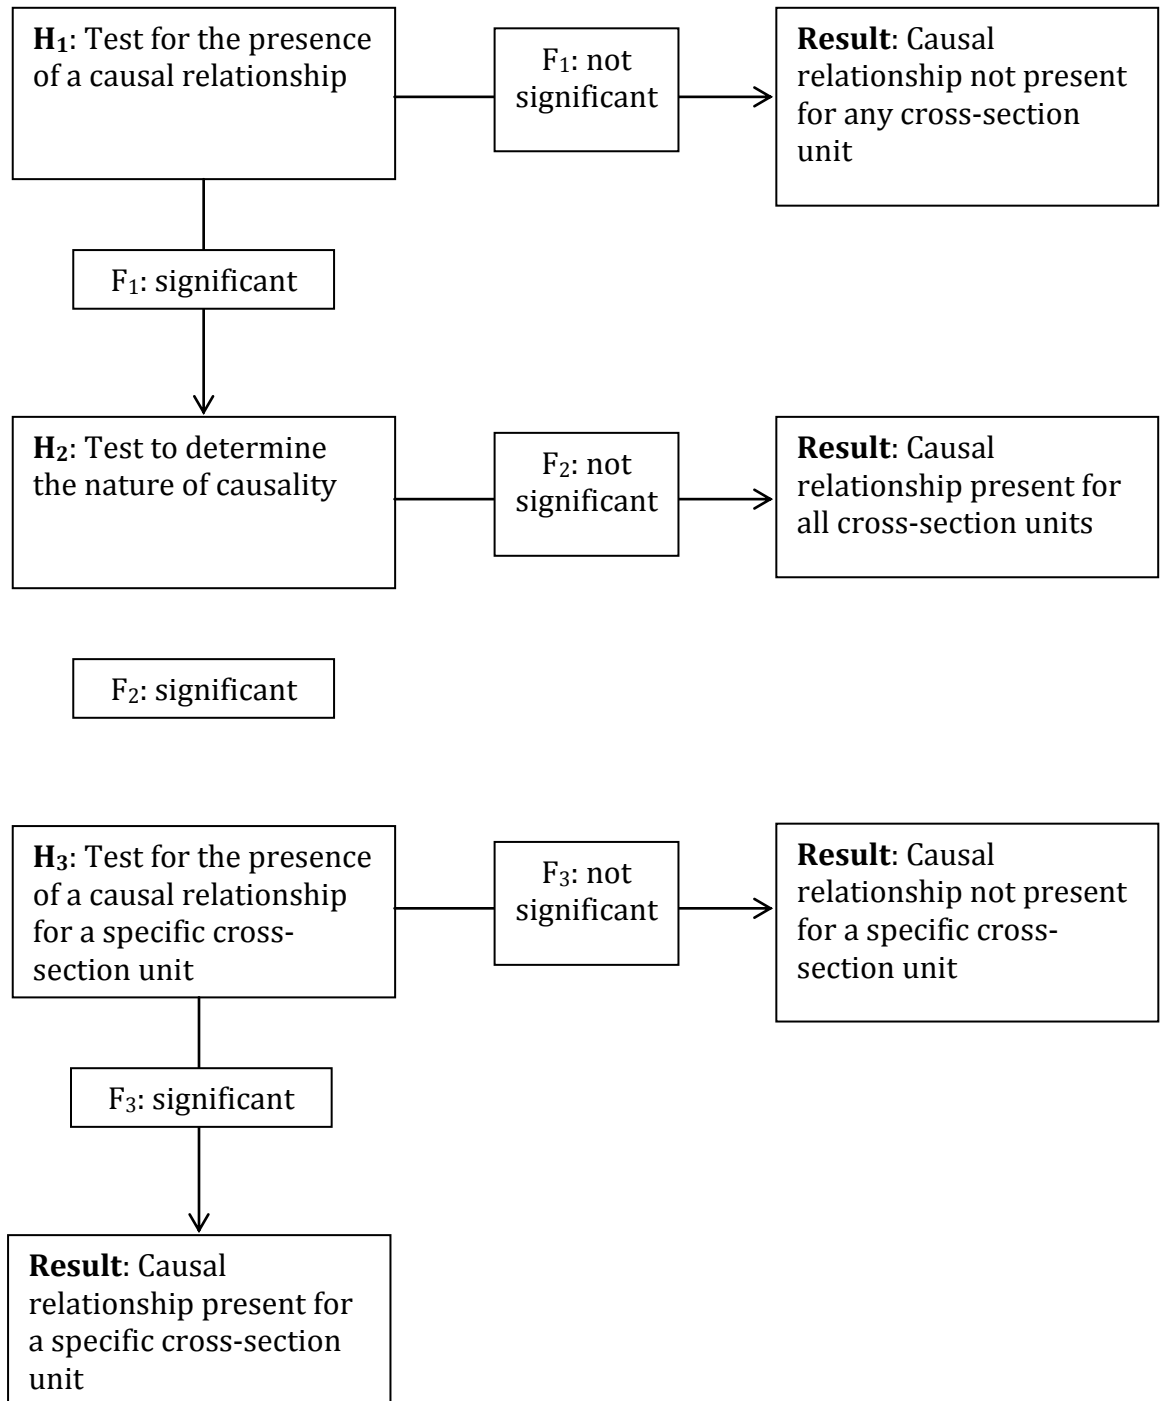 H₁: Test for the presence
of a causal relationship
F₁: not
significant
Result: Causal
relationship not present
for any cross-section
unit
F₁: significant
H₂: Test to determine
the nature of causality
F₂: not
significant
Result: Causal
relationship present for
all cross-section units
F₂: significant
H₃: Test for the presence
of a causal relationship
for a specific cross-
section unit
F₃: not
significant
Result: Causal
relationship not present
for a specific cross-
section unit
F₃: significant
Result: Causal
relationship present for
a specific cross-section
unit